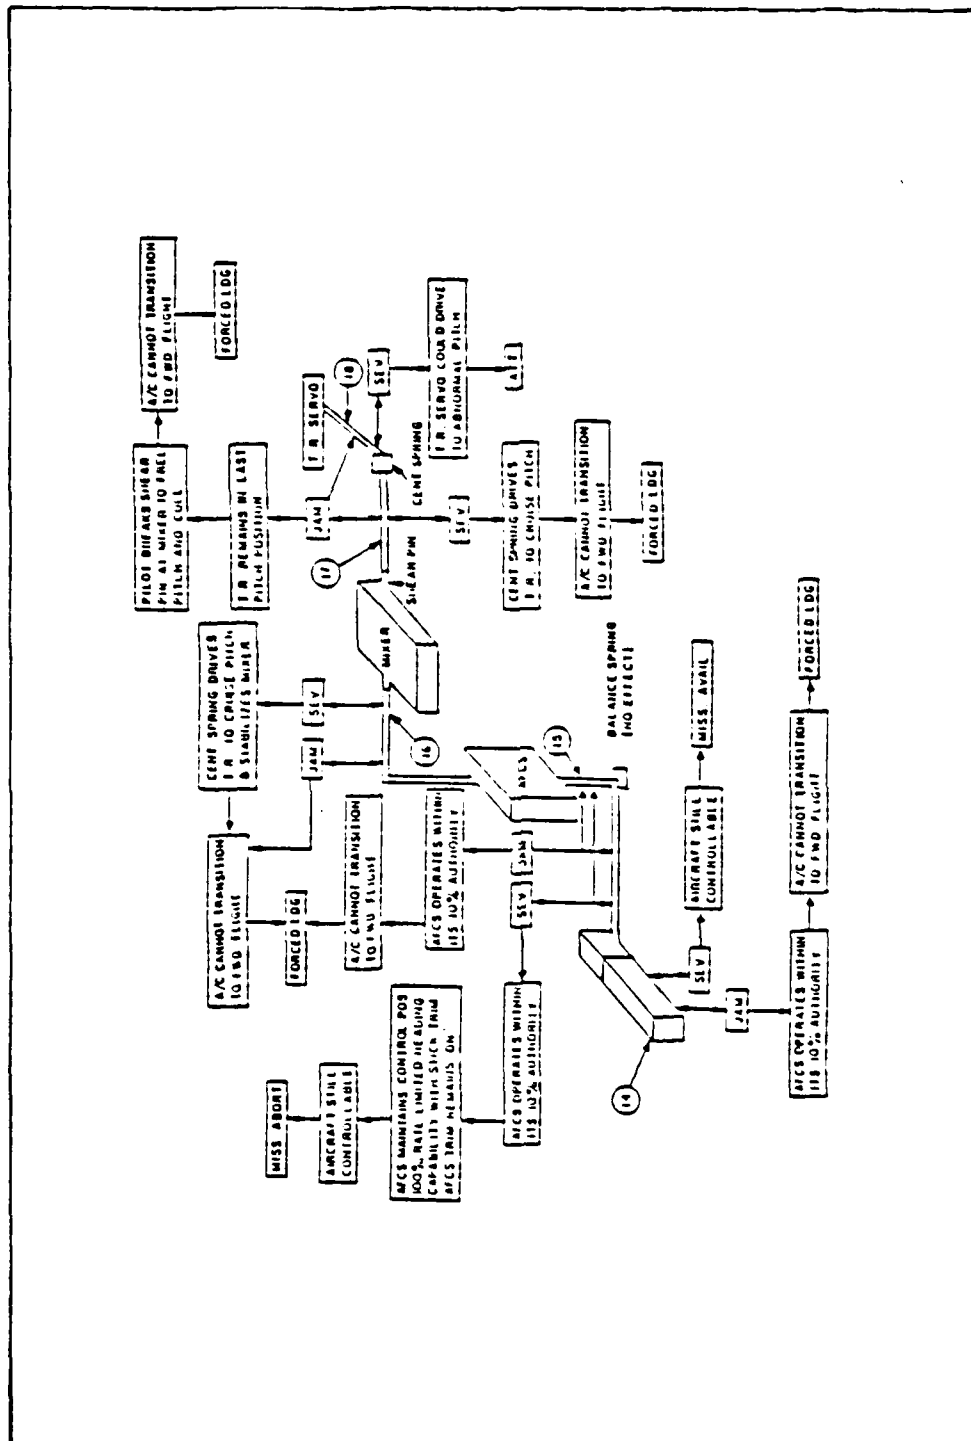 A/C CANNOT TRANSITION
TO FWD FLIGHT
FORCED LDG
PILOT BREAKS SHEAR
PIN AT MIXER TO FREE
PITCH AND COLL
T.R. REMAINS IN LAST
PITCH POSITION
JAM
T.R. SERVO
18
SEV
T.R. SERVO COULD DRIVE
TO ABNORMAL PITCH
CENT SPRING
17
SHEAR PIN
SEV
CENT SPRING DRIVES
T.R. TO CRUISE PITCH
A/C CANNOT TRANSITION
TO FWD FLIGHT
FORCED LDG
CENT SPRING DRIVES
T.R. TO CRUISE PITCH
& STABILIZES MIXER
SEV
JAM
MIXER
16
A/C CANNOT TRANSITION
TO FWD FLIGHT
FORCED LDG
A/C CANNOT TRANSITION
TO FWD FLIGHT
AFCS OPERATES WITHIN
ITS 10% AUTHORITY
AFCS
15
BALANCE SPRING
(NO EFFECT)
SEV
MISS ABORT
AIRCRAFT STILL
CONTROLLABLE
AFCS MAINTAINS CONTROL POS
100% RATE LIMITED HEADING
CAPABILITY WITH STICK TRIM
AFCS TRIM REMAINS ON
AFCS OPERATES WITHIN
ITS 10% AUTHORITY
14
SEV
AIRCRAFT STILL
CONTROLLABLE
MISS AVAIL
JAM
AFCS OPERATES WITHIN
ITS 10% AUTHORITY
A/C CANNOT TRANSITION
TO FWD FLIGHT
FORCED LDG